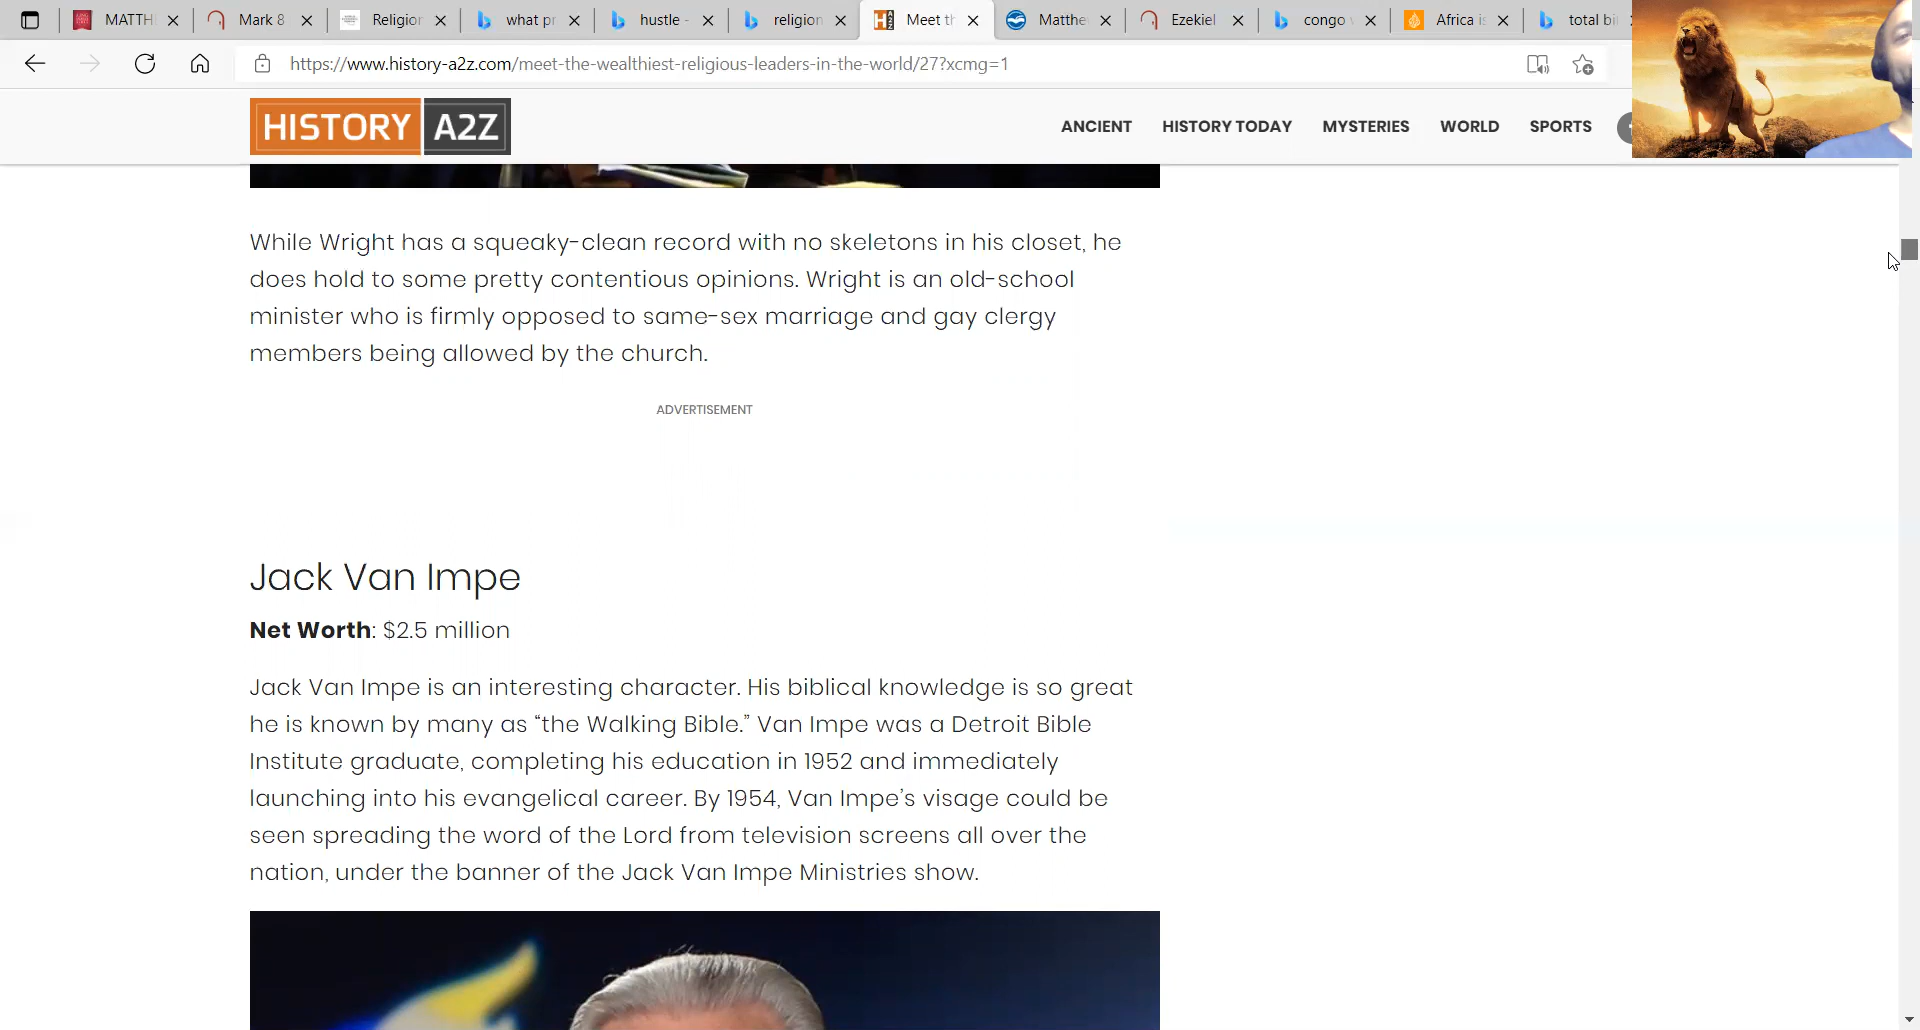 MATTH
Mark 8
Religion
what pr
hustle -
religion
Meet th
Matthe
Ezekiel
congo
Africa is
total bi
https://www.history-a2z.com/meet-the-wealthiest-religious-leaders-in-the-world/27?xcmg=1
HISTORY A2Z
ANCIENT
HISTORY TODAY
MYSTERIES
WORLD
SPORTS
While Wright has a squeaky-clean record with no skeletons in his closet, he
does hold to some pretty contentious opinions. Wright is an old-school
minister who is firmly opposed to same-sex marriage and gay clergy
members being allowed by the church.
ADVERTISEMENT
Jack Van Impe
Net Worth: $2.5 million
Jack Van Impe is an interesting character. His biblical knowledge is so great
he is known by many as “the Walking Bible.” Van Impe was a Detroit Bible
Institute graduate, completing his education in 1952 and immediately
launching into his evangelical career. By 1954, Van Impe’s visage could be
seen spreading the word of the Lord from television screens all over the
nation, under the banner of the Jack Van Impe Ministries show.